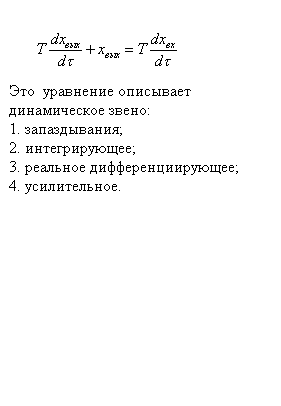 T dx_вых/dτ + x_вых = T dx_вх/dτ
Это уравнение описывает
динамическое звено:
1. запаздывания;
2. интегрирующее;
3. реальное дифференциирующее;
4. усилительное.